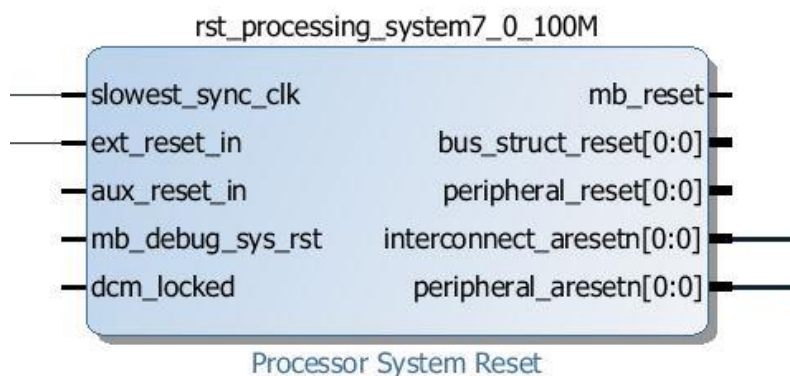 rst_processing_system7_0_100M
slowest_sync_clk mb_reset
ext_reset_in bus_struct_reset[0:0]
aux_reset_in peripheral_reset[0:0]
mb_debug_sys_rst interconnect_aresetn[0:0]
dcm_locked peripheral_aresetn[0:0]
Processor System Reset